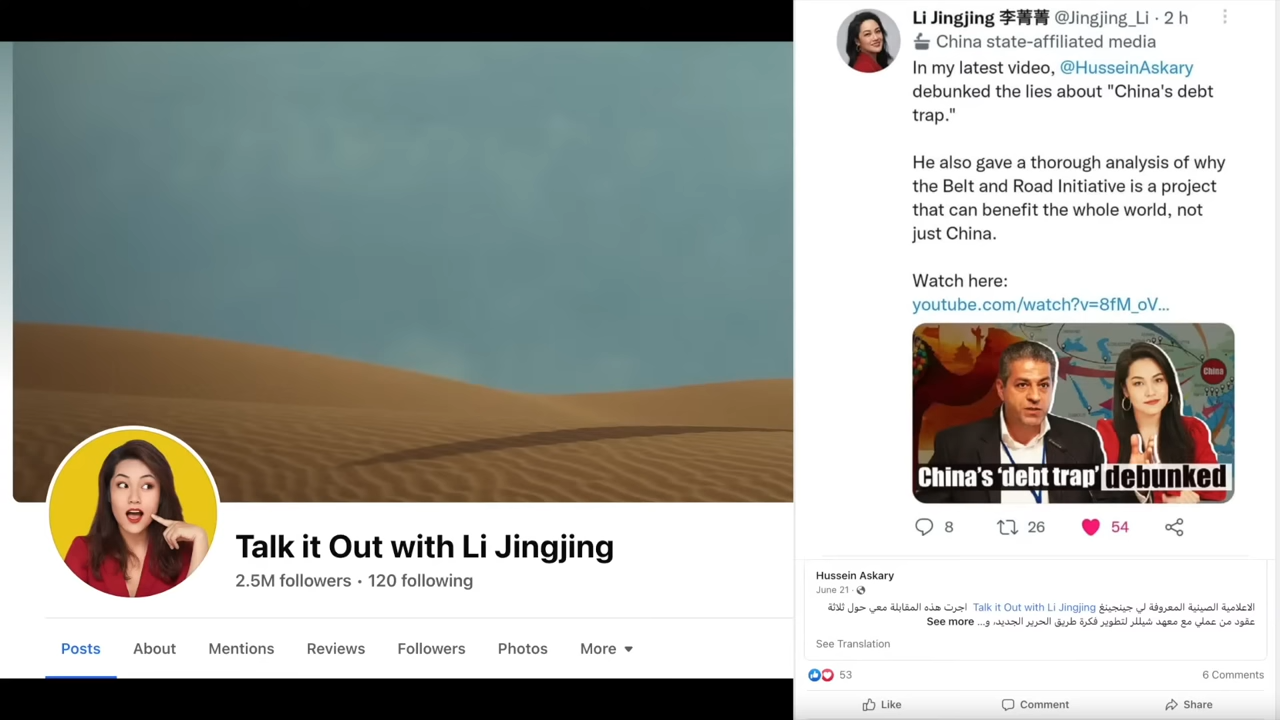 Talk it Out with Li Jingjing
2.5M followers · 120 following
Posts About Mentions Reviews Followers Photos More
Li Jingjing 李菁菁 @Jingjing_Li · 2 h
China state-affiliated media
In my latest video, @HusseinAskary
debunked the lies about "China's debt
trap."
He also gave a thorough analysis of why
the Belt and Road Initiative is a project
that can benefit the whole world, not
just China.
Watch here:
youtube.com/watch?v=8fM_oV...
China
China's 'debt trap' debunked
8 26 54
Hussein Askary
June 21 ·
الاعلامية الصينية المعروفة لي جينجينغ Talk it Out with Li Jingjing اجرت هذه المقابلة معي حول ثلاثة
عقود من عملي مع معهد شيللر لتطوير فكرة طريق الحرير الجديد، و... See more
See Translation
53 6 Comments
Like Comment Share